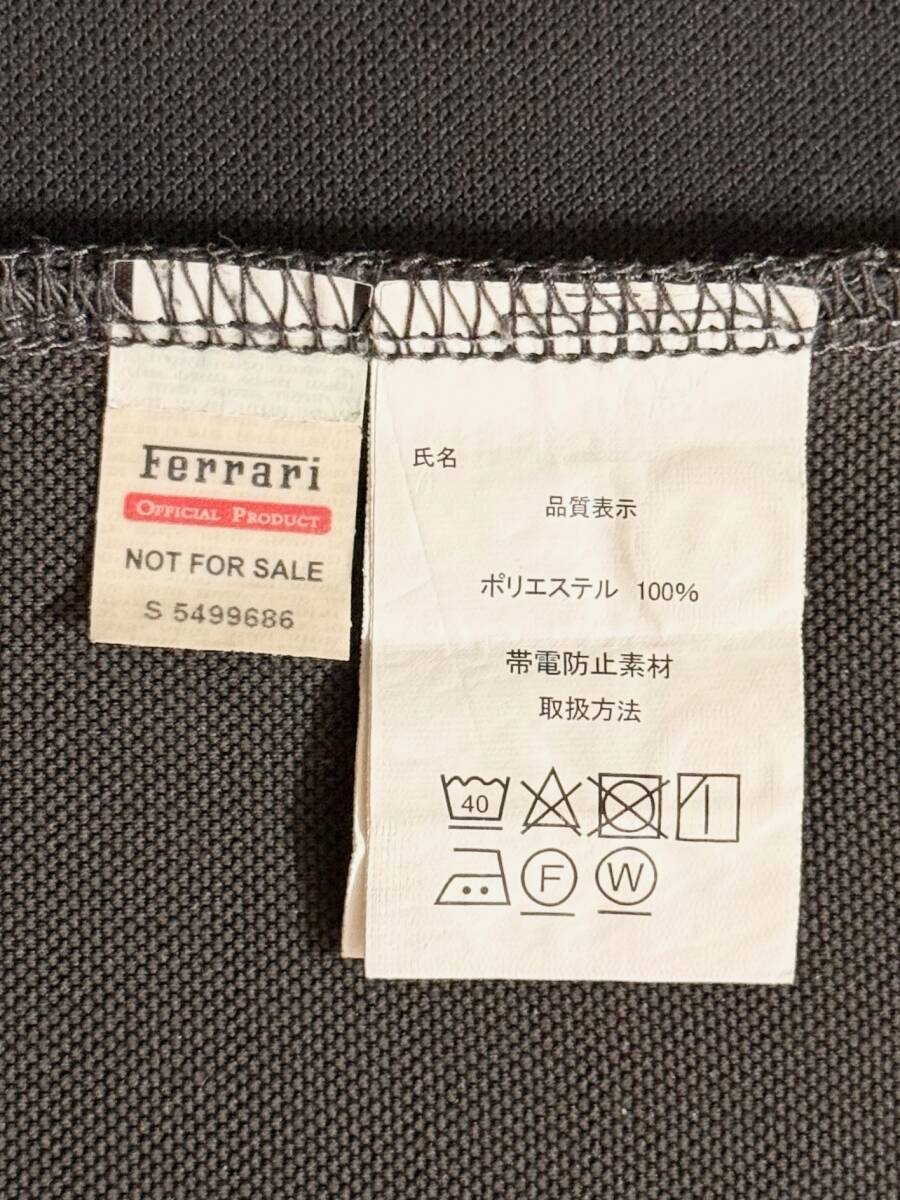 Ferrari
OFFICIAL PRODUCT
NOT FOR SALE
S 5499686
氏名
品質表示
ポリエステル 100%
帯電防止素材
取扱方法
40
F
W